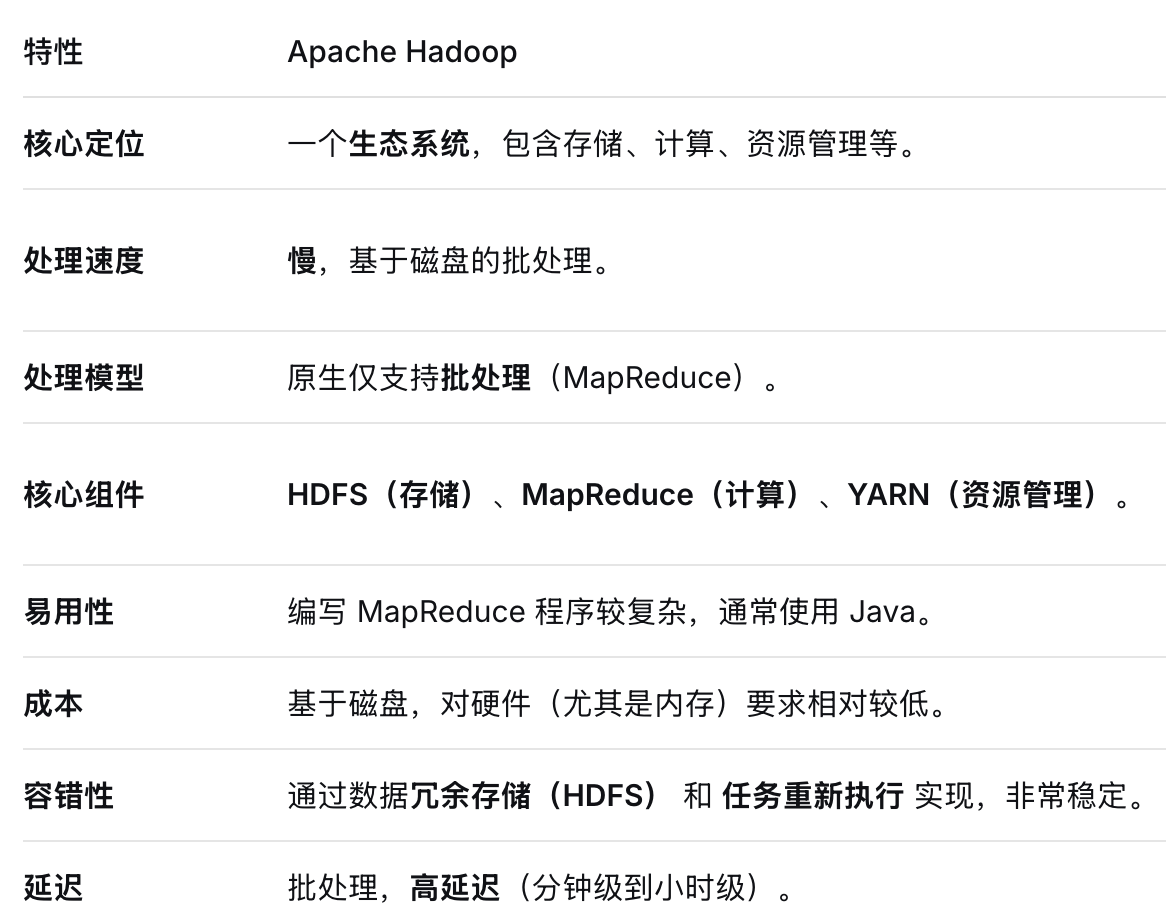 特性 Apache Hadoop
核心定位 一个生态系统，包含存储、计算、资源管理等。
处理速度 慢，基于磁盘的批处理。
处理模型 原生仅支持批处理（MapReduce）。
核心组件 HDFS（存储）、MapReduce（计算）、YARN（资源管理）。
易用性 编写 MapReduce 程序较复杂，通常使用 Java。
成本 基于磁盘，对硬件（尤其是内存）要求相对较低。
容错性 通过数据冗余存储（HDFS） 和 任务重新执行 实现，非常稳定。
延迟 批处理，高延迟（分钟级到小时级）。